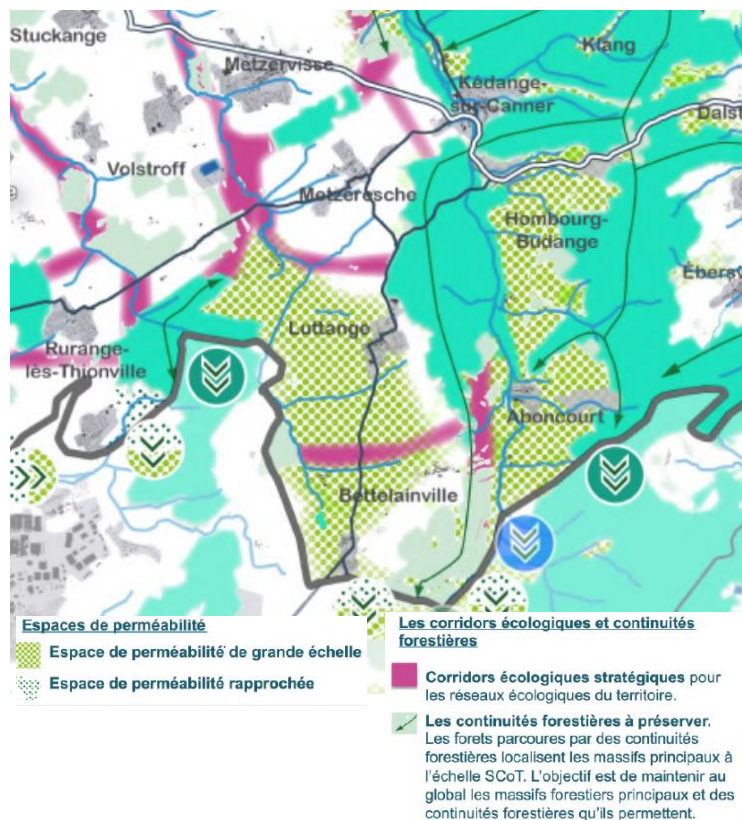 Stuckange
Metzervisse
Klang
Kédange-
sur-Canner
Dalst
Volstroff
Metzeresche
Hombourg-
Budange
Ebersv
Luttange
Rurange-
lès-Thionville
Aboncourt
Bettelainville
Espaces de perméabilité
Espace de perméabilité de grande échelle
Espace de perméabilité rapprochée
Les corridors écologiques et continuités
forestières
Corridors écologiques stratégiques pour
les réseaux écologiques du territoire.
Les continuités forestières à préserver.
Les forets parcoures par des continuités
forestières localisent les massifs principaux à
l'échelle SCoT. L'objectif est de maintenir au
global les massifs forestiers principaux et des
continuités forestières qu'ils permettent.